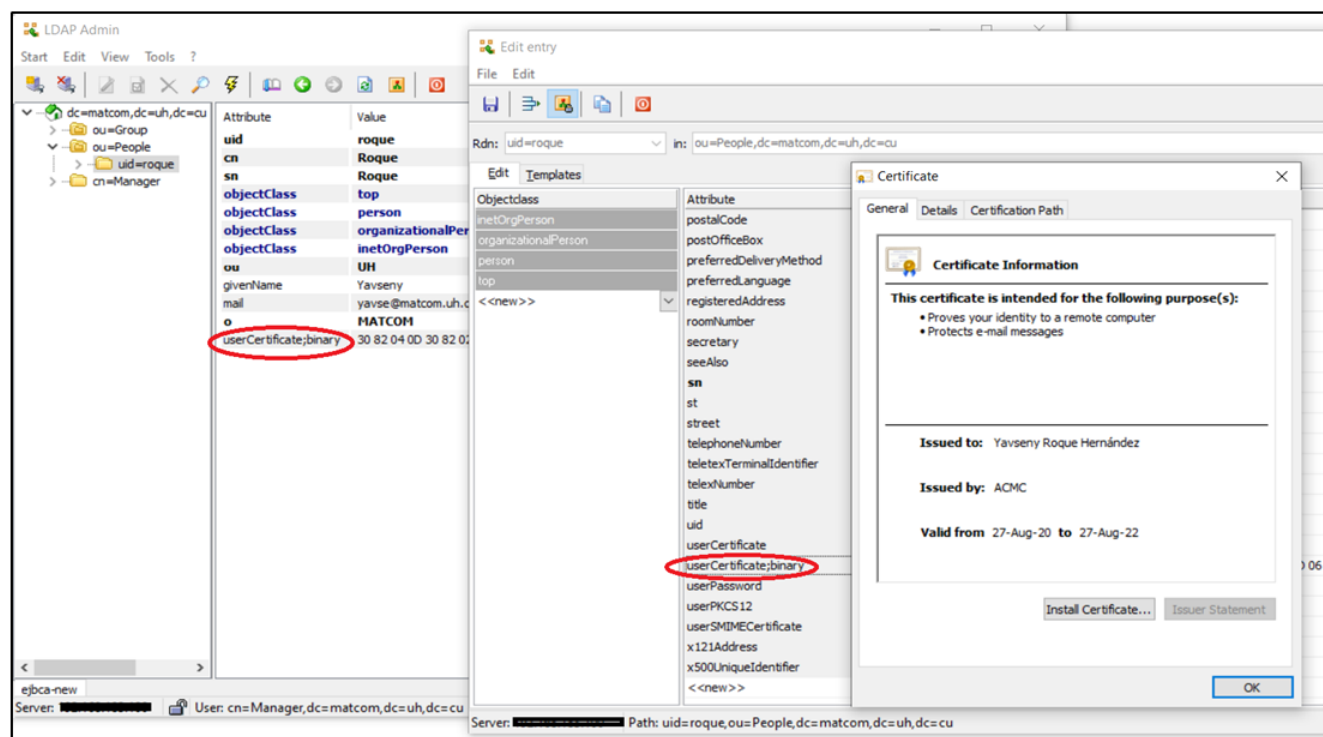 LDAP Admin
Start Edit View Tools ?
dc=matcom,dc=uh,dc=cu
ou=Group
ou=People
uid=roque
cn=Manager
Attribute Value
uid roque
cn Roque
sn Roque
objectClass top
objectClass person
objectClass organizationalPer
objectClass inetOrgPerson
ou UH
givenName Yavseny
mail yavse@matcom.uh.c
o MATCOM
userCertificate;binary 30 82 04 0D 30 82 02
ejbca-new
Server: User: cn=Manager,dc=matcom,dc=uh,dc=cu
Edit entry
File Edit
Rdn: uid=roque in: ou=People,dc=matcom,dc=uh,dc=cu
Edit Templates
Objectclass
inetOrgPerson
organizationalPerson
person
top
<<new>>
Attribute
postalCode
postOfficeBox
preferredDeliveryMethod
preferredLanguage
registeredAddress
roomNumber
secretary
seeAlso
sn
st
street
telephoneNumber
teletexTerminalIdentifier
telexNumber
title
uid
userCertificate
userCertificate;binary
userPassword
userPKCS12
userSMIMECertificate
x121Address
x500UniqueIdentifier
<<new>>
06
Server: Path: uid=roque,ou=People,dc=matcom,dc=uh,dc=cu
Certificate
General Details Certification Path
Certificate Information
This certificate is intended for the following purpose(s):
• Proves your identity to a remote computer
• Protects e-mail messages
Issued to: Yavseny Roque Hernández
Issued by: ACMC
Valid from 27-Aug-20 to 27-Aug-22
Install Certificate... Issuer Statement
OK